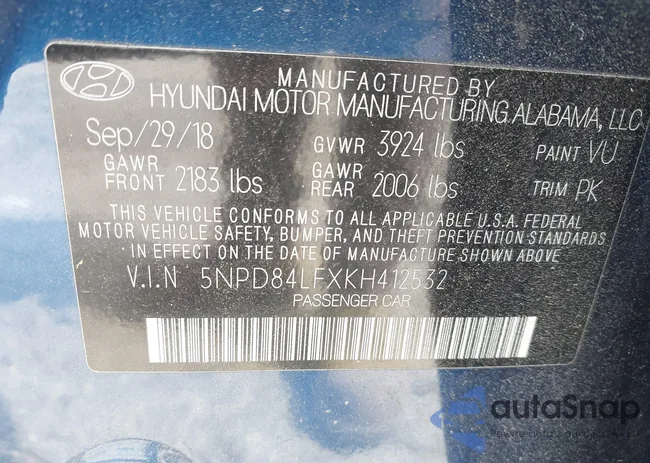 MANUFACTURED BY
HYUNDAI MOTOR MANUFACTURING ALABAMA, LLC
Sep/29/18 GVWR 3924 lbs PAINT VU
GAWR FRONT 2183 lbs GAWR REAR 2006 lbs TRIM PK
THIS VEHICLE CONFORMS TO ALL APPLICABLE U.S.A. FEDERAL
MOTOR VEHICLE SAFETY, BUMPER, AND THEFT PREVENTION STANDARDS
IN EFFECT ON THE DATE OF MANUFACTURE SHOWN ABOVE.
V.I.N 5NPD84LFXKH412532
PASSENGER CAR
autaSnap